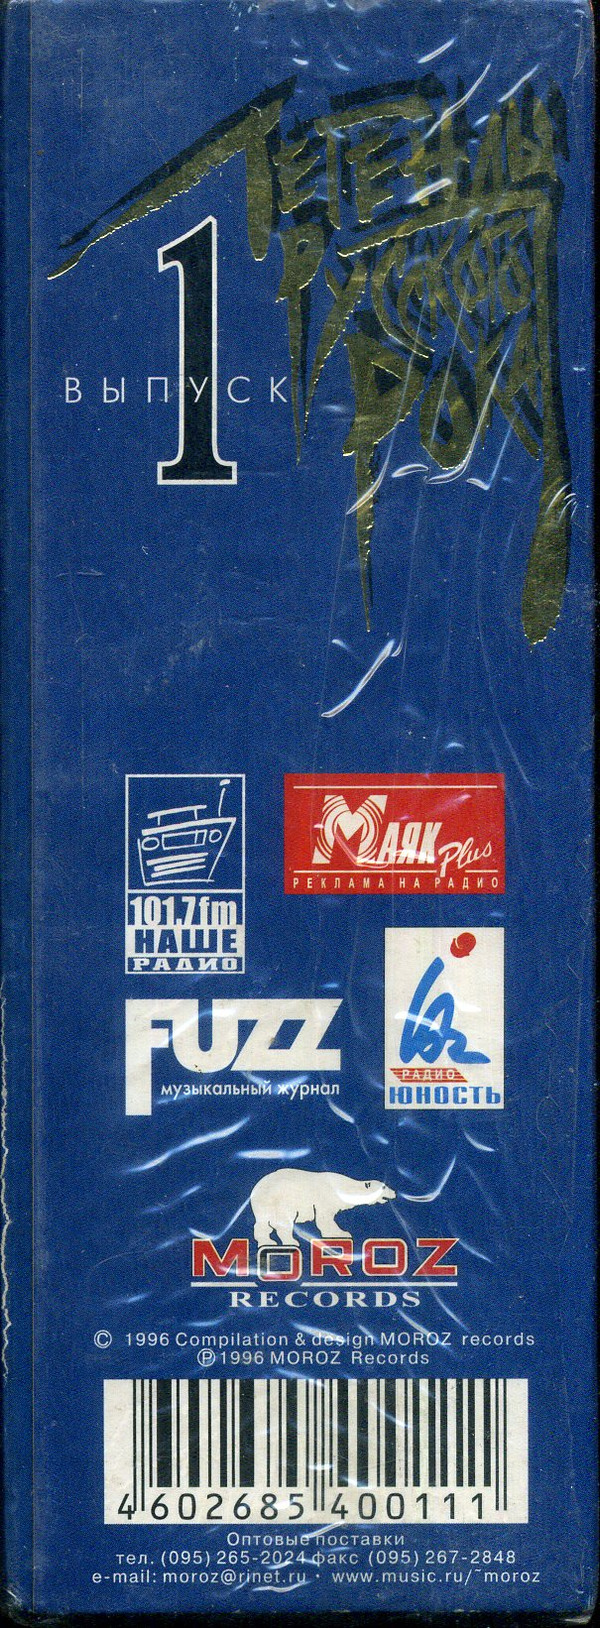 Легенды
русского
рока
1
ВЫПУСК
101.7fm
НАШЕ
РАДИО
МАЯК Plus
РЕКЛАМА НА РАДИО
FUZZ
музыкальный журнал
РАДИО
ЮНОСТЬ
MOROZ
RECORDS
© 1996 Compilation & design MOROZ records
℗ 1996 MOROZ Records
4 602685 400111
Оптовые поставки
тел. (095) 265-2024 факс (095) 267-2848
e-mail: moroz@rinet.ru · www.music.ru/~moroz